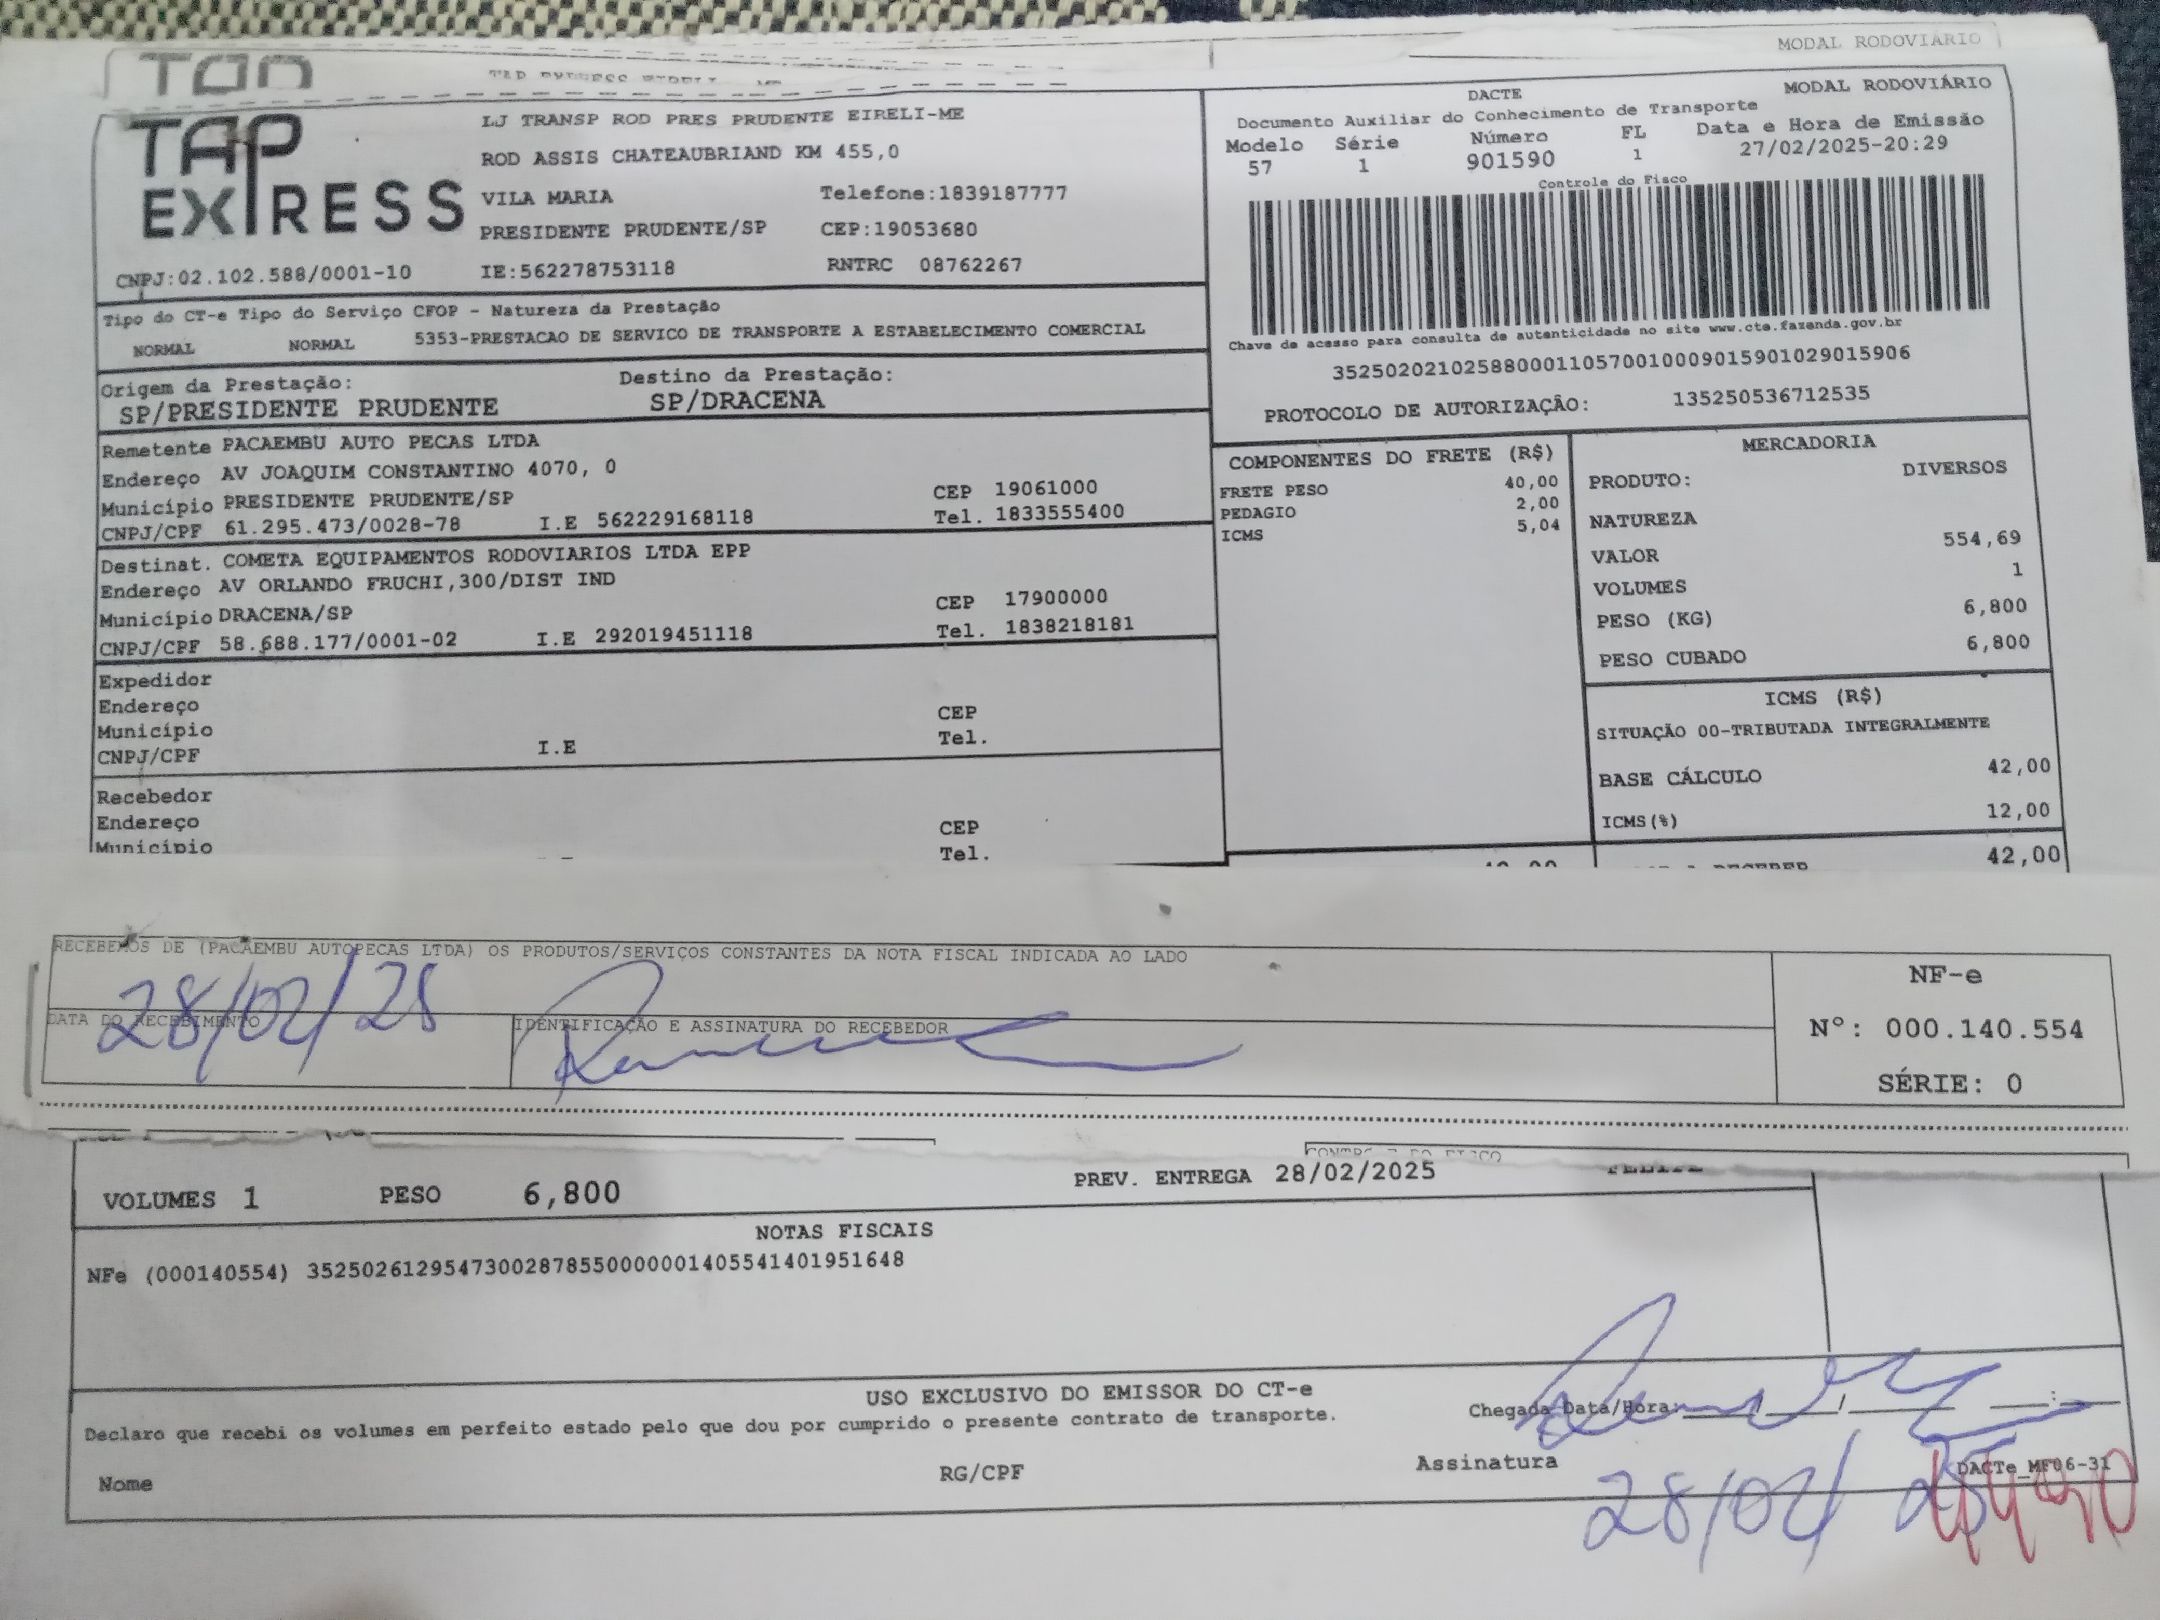 MODAL RODOVIÁRIO
TAP EXPRESS
LJ TRANSP ROD PRES PRUDENTE EIRELI-ME
ROD ASSIS CHATEAUBRIAND KM 455,0
VILA MARIA Telefone:1839187777
PRESIDENTE PRUDENTE/SP CEP:19053680
CNPJ:02.102.588/0001-10 IE:562278753118 RNTRC 08762267
DACTE MODAL RODOVIÁRIO
Documento Auxiliar do Conhecimento de Transporte
Modelo Série Número FL Data e Hora de Emissão
57 1 901590 1 27/02/2025-20:29
Controle do Fisco
Chave de acesso para consulta de autenticidade no site www.cte.fazenda.gov.br
35250202102588000110570010009015901029015906
PROTOCOLO DE AUTORIZAÇÃO: 135250536712535
Tipo do CT-e Tipo do Serviço CFOP - Natureza da Prestação
NORMAL NORMAL 5353-PRESTACAO DE SERVICO DE TRANSPORTE A ESTABELECIMENTO COMERCIAL
Origem da Prestação: Destino da Prestação:
SP/PRESIDENTE PRUDENTE SP/DRACENA
Remetente PACAEMBU AUTO PECAS LTDA
Endereço AV JOAQUIM CONSTANTINO 4070, 0
Município PRESIDENTE PRUDENTE/SP CEP 19061000
CNPJ/CPF 61.295.473/0028-78 I.E 562229168118 Tel. 1833555400
Destinat. COMETA EQUIPAMENTOS RODOVIARIOS LTDA EPP
Endereço AV ORLANDO FRUCHI,300/DIST IND
Município DRACENA/SP CEP 17900000
CNPJ/CPF 58.688.177/0001-02 I.E 292019451118 Tel. 1838218181
Expedidor
Endereço
Município CEP
CNPJ/CPF I.E Tel.
Recebedor
Endereço CEP
Município Tel.
COMPONENTES DO FRETE (R$)
FRETE PESO 40,00
PEDAGIO 2,00
ICMS 5,04
MERCADORIA
PRODUTO: DIVERSOS
NATUREZA
VALOR 554,69
VOLUMES 1
PESO (KG) 6,800
PESO CUBADO 6,800
ICMS (R$)
SITUAÇÃO 00-TRIBUTADA INTEGRALMENTE
BASE CÁLCULO 42,00
ICMS(%) 12,00
RECEBER 42,00
RECEBEMOS DE (PACAEMBU AUTOPECAS LTDA) OS PRODUTOS/SERVIÇOS CONSTANTES DA NOTA FISCAL INDICADA AO LADO
28/02/25
DATA DO RECEBIMENTO IDENTIFICAÇÃO E ASSINATURA DO RECEBEDOR
NF-e
Nº: 000.140.554
SÉRIE: 0
VOLUMES 1 PESO 6,800 PREV. ENTREGA 28/02/2025
NOTAS FISCAIS
NFe (000140554) 35250261295473002878550000001405541401951648
USO EXCLUSIVO DO EMISSOR DO CT-e
Declaro que recebi os volumes em perfeito estado pelo que dou por cumprido o presente contrato de transporte.
Chegada Data/Hora: __/__/____ __:__
Nome RG/CPF Assinatura
DACTe_MF06-31
28/02/25